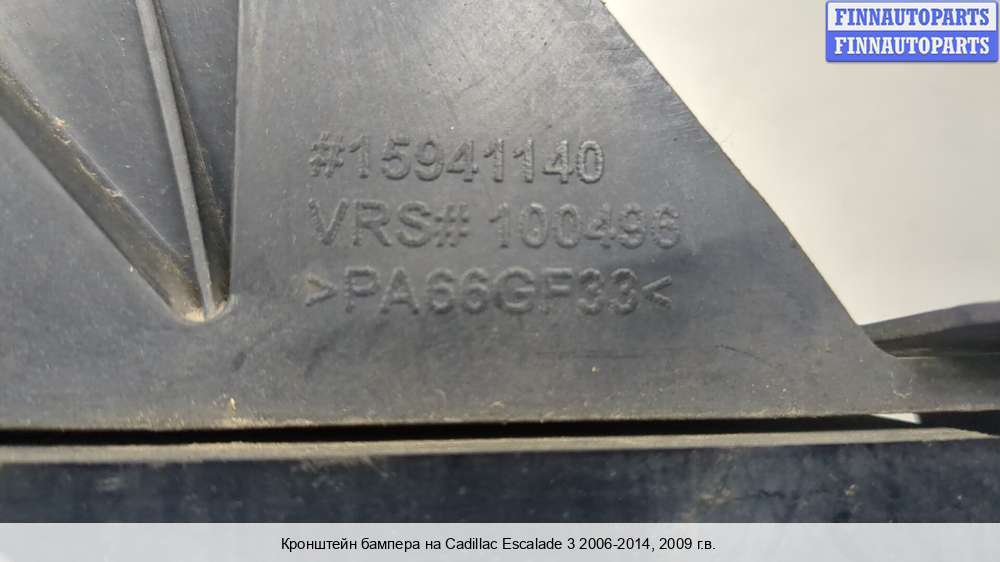 FINNAUTOPARTS
FINNAUTOPARTS
#15941140
VRS# 100496
>PA66GF33<
Кронштейн бампера на Cadillac Escalade 3 2006-2014, 2009 г.в.